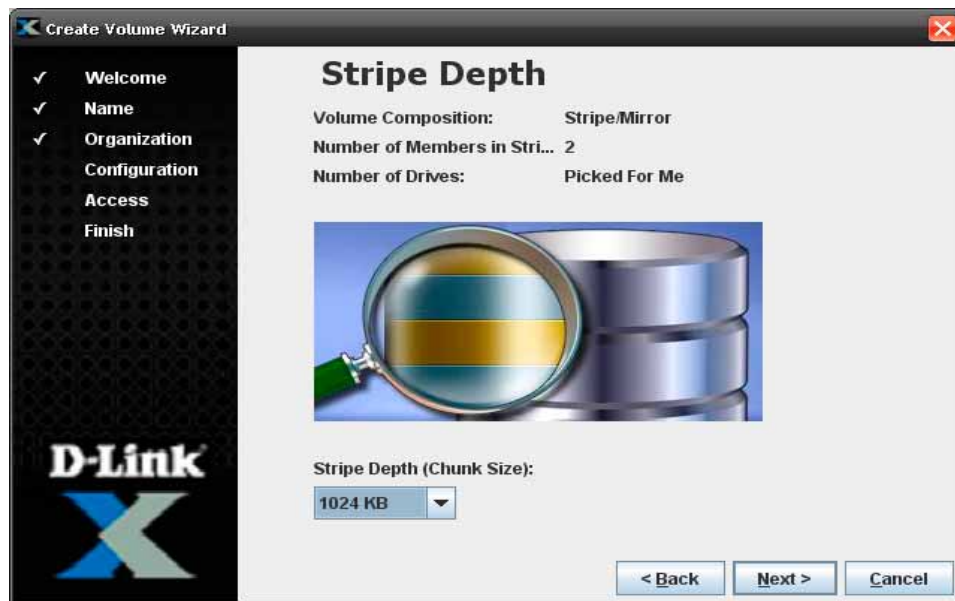 Create Volume Wizard
✓ Welcome
✓ Name
✓ Organization
Configuration
Access
Finish
D-Link
Stripe Depth
Volume Composition: Stripe/Mirror
Number of Members in Stri... 2
Number of Drives: Picked For Me
Stripe Depth (Chunk Size):
1024 KB
< Back Next > Cancel